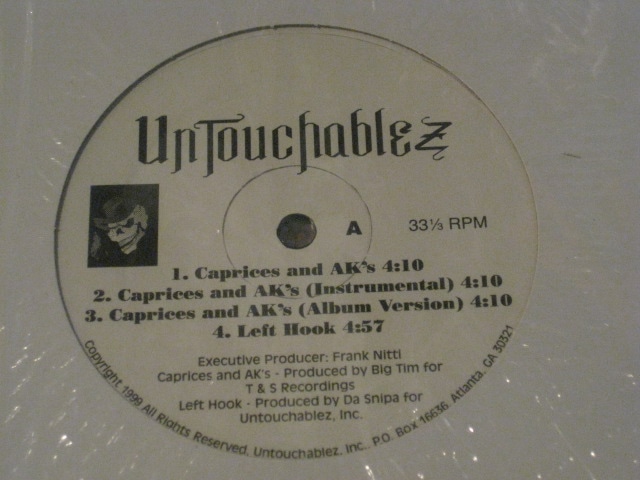 UnTouchablez
A
33⅓ RPM
1. Caprices and AK's 4:10
2. Caprices and AK's (Instrumental) 4:10
3. Caprices and AK's (Album Version) 4:10
4. Left Hook 4:57
Executive Producer: Frank Nitti
Caprices and AK's - Produced by Big Tim for
T & S Recordings
Left Hook - Produced by Da Snipa for
Untouchablez, Inc.
Copyright 1999 All Rights Reserved, Untouchablez, Inc., P.O. Box 16636 Atlanta, GA 30321